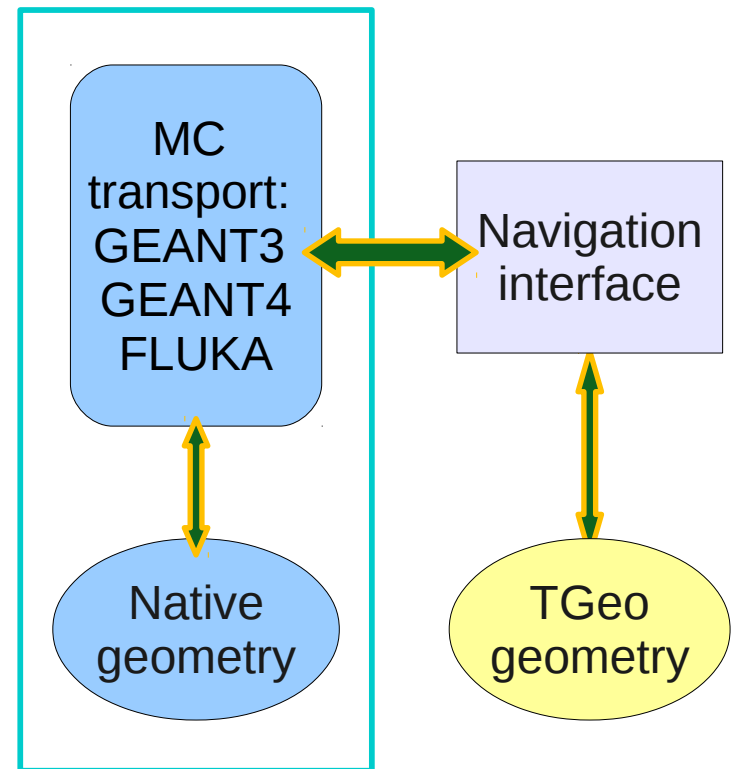 MC
transport:
GEANT3
GEANT4
FLUKA
Navigation
interface
Native
geometry
TGeo
geometry